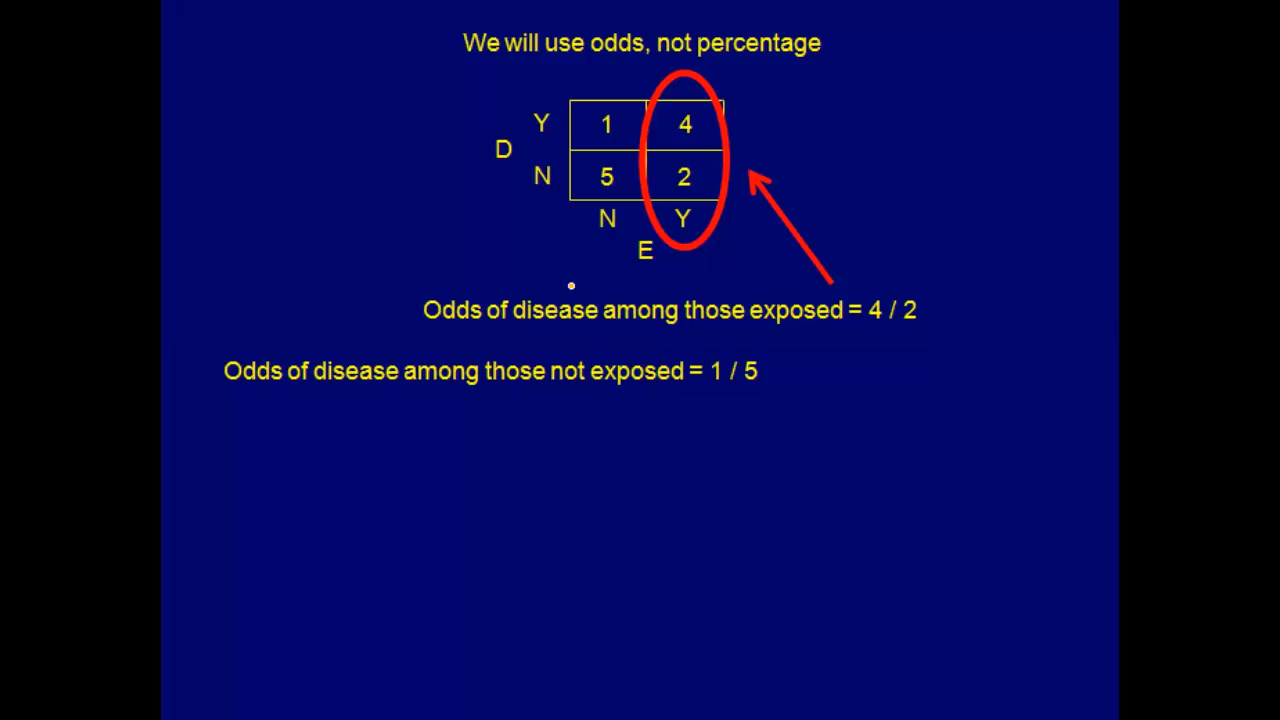 We will use odds, not percentage
Y 1 4
D
N 5 2
N Y
E
Odds of disease among those exposed = 4 / 2
Odds of disease among those not exposed = 1 / 5